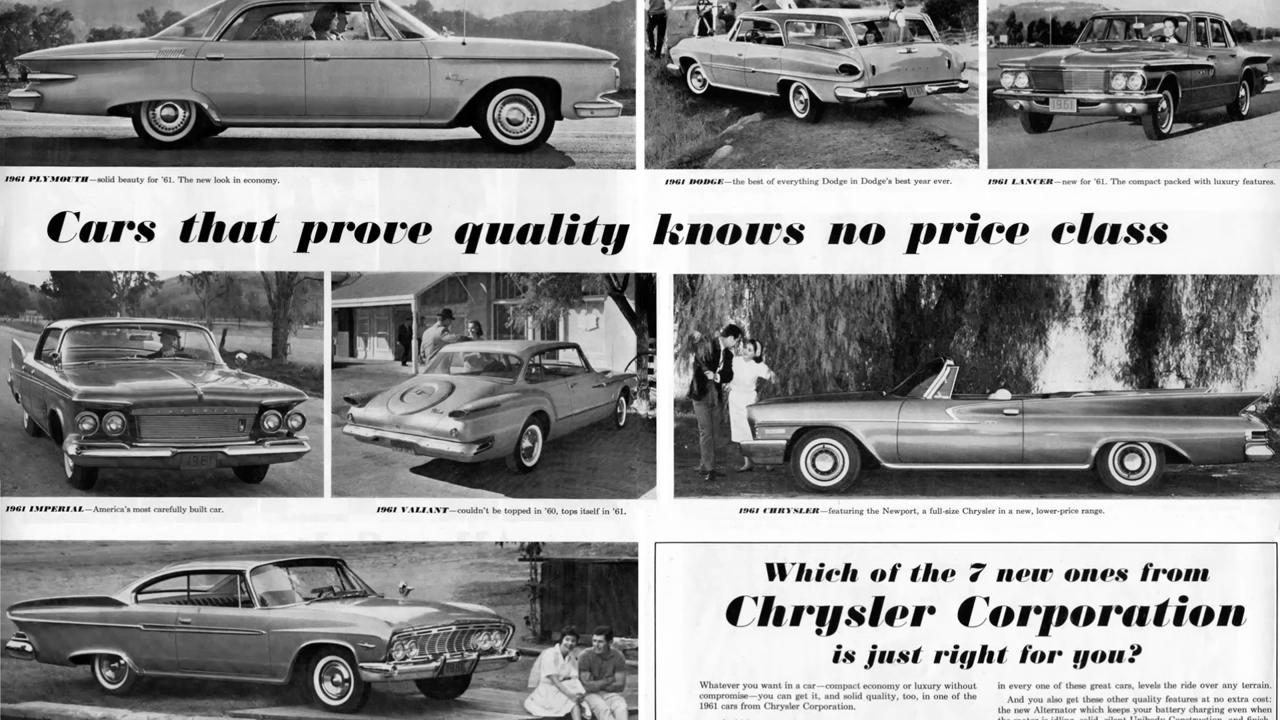 1961 PLYMOUTH—solid beauty for '61. The new look in economy.
1961 DODGE—the best of everything Dodge in Dodge's best year ever.
1961 LANCER—new for '61. The compact packed with luxury features.
Cars that prove quality knows no price class
1961
1961
1961 IMPERIAL—America's most carefully built car.
1961 VALIANT—couldn't be topped in '60, tops itself in '61.
1961 CHRYSLER—featuring the Newport, a full-size Chrysler in a new, lower-price range.
Which of the 7 new ones from
Chrysler Corporation
is just right for you?
Whatever you want in a car—compact economy or luxury without
compromise—you can get it, and solid quality, too, in one of the
1961 cars from Chrysler Corporation.
in every one of these great cars, levels the ride over any terrain.
And you also get these other quality features at no extra cost:
the new Alternator which keeps your battery charging even when